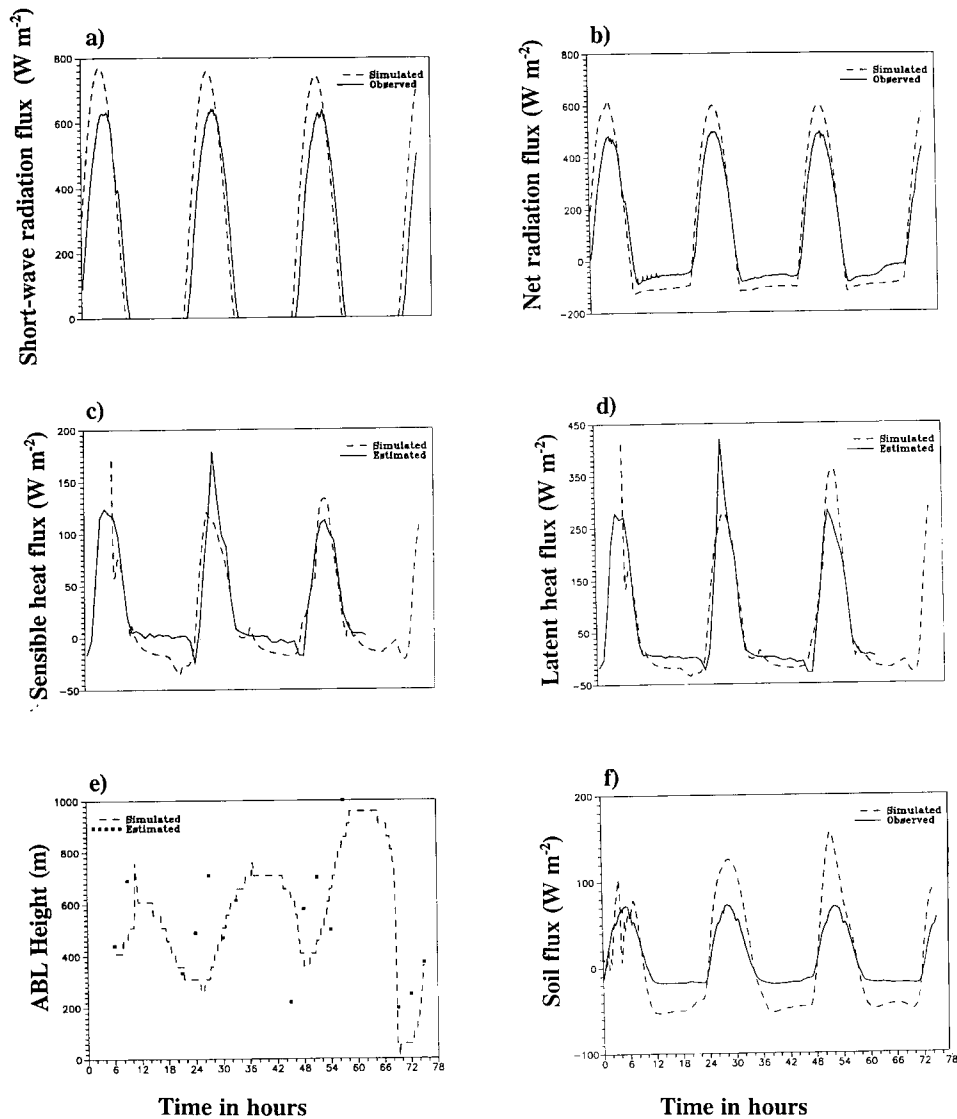 a)
Short-wave radiation flux (W m-2)
800
600
400
200
0
Simulated
Observed
b)
Net radiation flux (W m-2)
800
600
400
200
0
-200
Simulated
Observed
c)
Sensible heat flux (W m-2)
200
150
100
50
0
-50
Simulated
Estimated
d)
Latent heat flux (W m-2)
450
350
250
150
50
-50
Simulated
Estimated
e)
ABL Height (m)
1000
800
600
400
200
0
Simulated
Estimated
0 6 12 18 24 30 36 42 48 54 60 66 72 78
Time in hours
f)
Soil flux (W m-2)
200
100
0
-100
Simulated
Observed
0 6 12 18 24 30 36 42 48 54 60 66 72 78
Time in hours